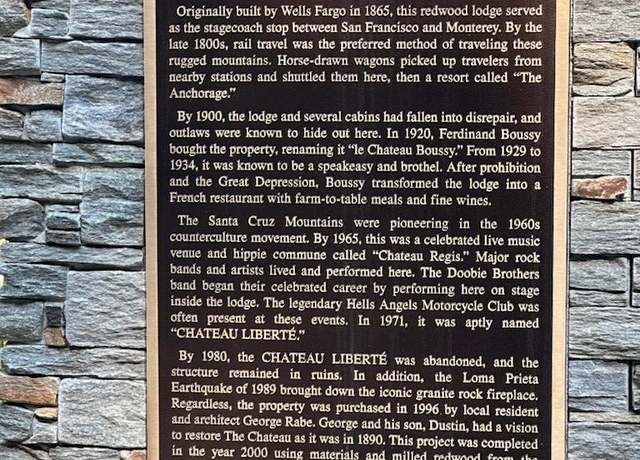 Originally built by Wells Fargo in 1865, this redwood lodge served
as the stagecoach stop between San Francisco and Monterey. By the
late 1800s, rail travel was the preferred method of traveling these
rugged mountains. Horse-drawn wagons picked up travelers from
nearby stations and shuttled them here, then a resort called “The
Anchorage.”
By 1900, the lodge and several cabins had fallen into disrepair, and
outlaws were known to hide out here. In 1920, Ferdinand Boussy
bought the property, renaming it “le Chateau Boussy.” From 1929 to
1934, it was known to be a speakeasy and brothel. After prohibition
and the Great Depression, Boussy transformed the lodge into a
French restaurant with farm-to-table meals and fine wines.
The Santa Cruz Mountains were pioneering in the 1960s
counterculture movement. By 1965, this was a celebrated live music
venue and hippie commune called “Chateau Regis.” Major rock
bands and artists lived and performed here. The Doobie Brothers
band began their celebrated career by performing here on stage
inside the lodge. The legendary Hells Angels Motorcycle Club was
often present at these events. In 1971, it was aptly named
“CHATEAU LIBERTÉ.”
By 1980, the CHATEAU LIBERTÉ was abandoned, and the
structure remained in ruins. In addition, the Loma Prieta
Earthquake of 1989 brought down the iconic granite rock fireplace.
Regardless, the property was purchased in 1996 by local resident
and architect George Rabe. George and his son, Dustin, had a vision
to restore The Chateau as it was in 1890. This project was completed
in the year 2000 using materials and milled redwood from the